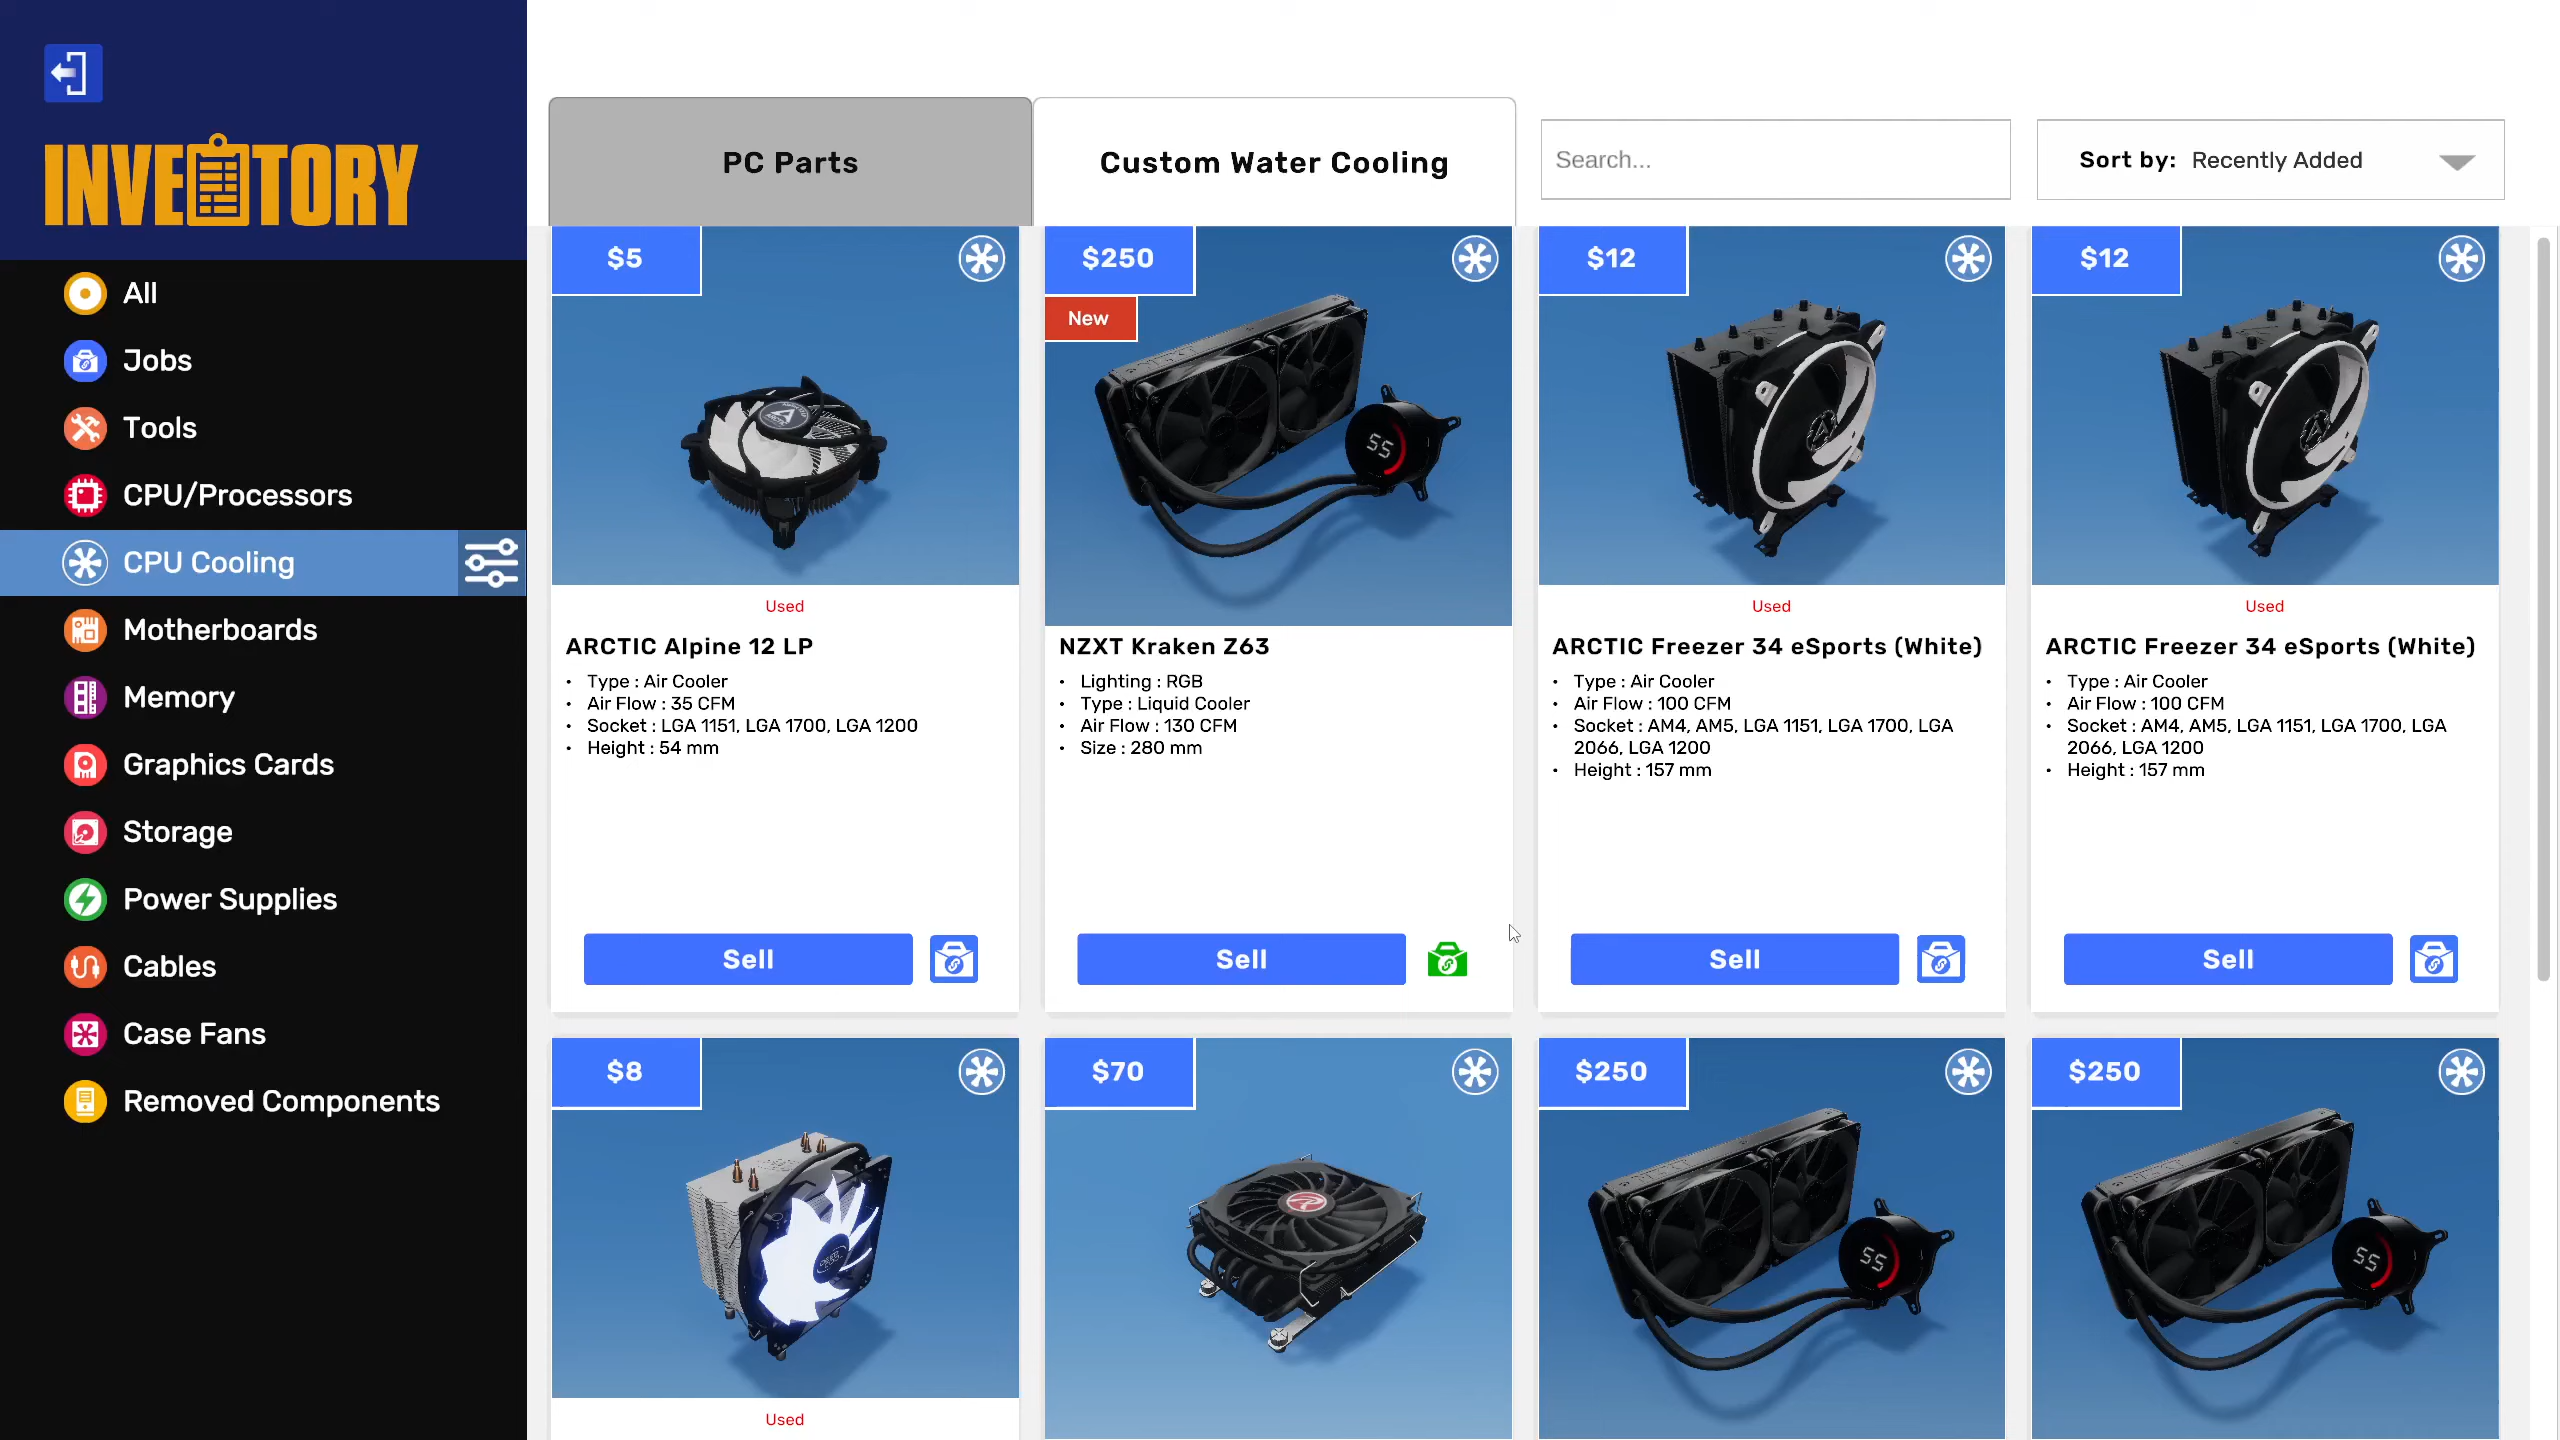 INVENTORY
All
Jobs
Tools
CPU/Processors
CPU Cooling
Motherboards
Memory
Graphics Cards
Storage
Power Supplies
Cables
Case Fans
Removed Components
PC Parts
Custom Water Cooling
Search...
Sort by: Recently Added
$5
Used
ARCTIC Alpine 12 LP
• Type : Air Cooler
• Air Flow : 35 CFM
• Socket : LGA 1151, LGA 1700, LGA 1200
• Height : 54 mm
Sell
$250
New
55
NZXT Kraken Z63
• Lighting : RGB
• Type : Liquid Cooler
• Air Flow : 130 CFM
• Size : 280 mm
Sell
$12
Used
ARCTIC Freezer 34 eSports (White)
• Type : Air Cooler
• Air Flow : 100 CFM
• Socket : AM4, AM5, LGA 1151, LGA 1700, LGA
2066, LGA 1200
• Height : 157 mm
Sell
$12
Used
ARCTIC Freezer 34 eSports (White)
• Type : Air Cooler
• Air Flow : 100 CFM
• Socket : AM4, AM5, LGA 1151, LGA 1700, LGA
2066, LGA 1200
• Height : 157 mm
Sell
$8
Used
$70
$250
55
$250
55